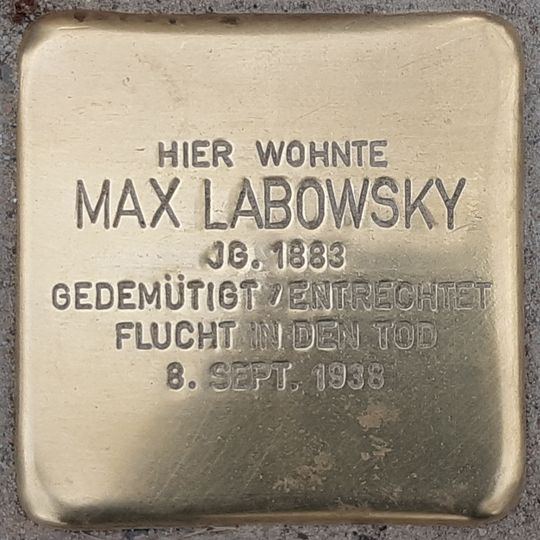 HIER WOHNTE
MAX LABOWSKY
JG. 1883
GEDEMÜTIGT / ENTRECHTET
FLUCHT IN DEN TOD
8. SEPT. 1938